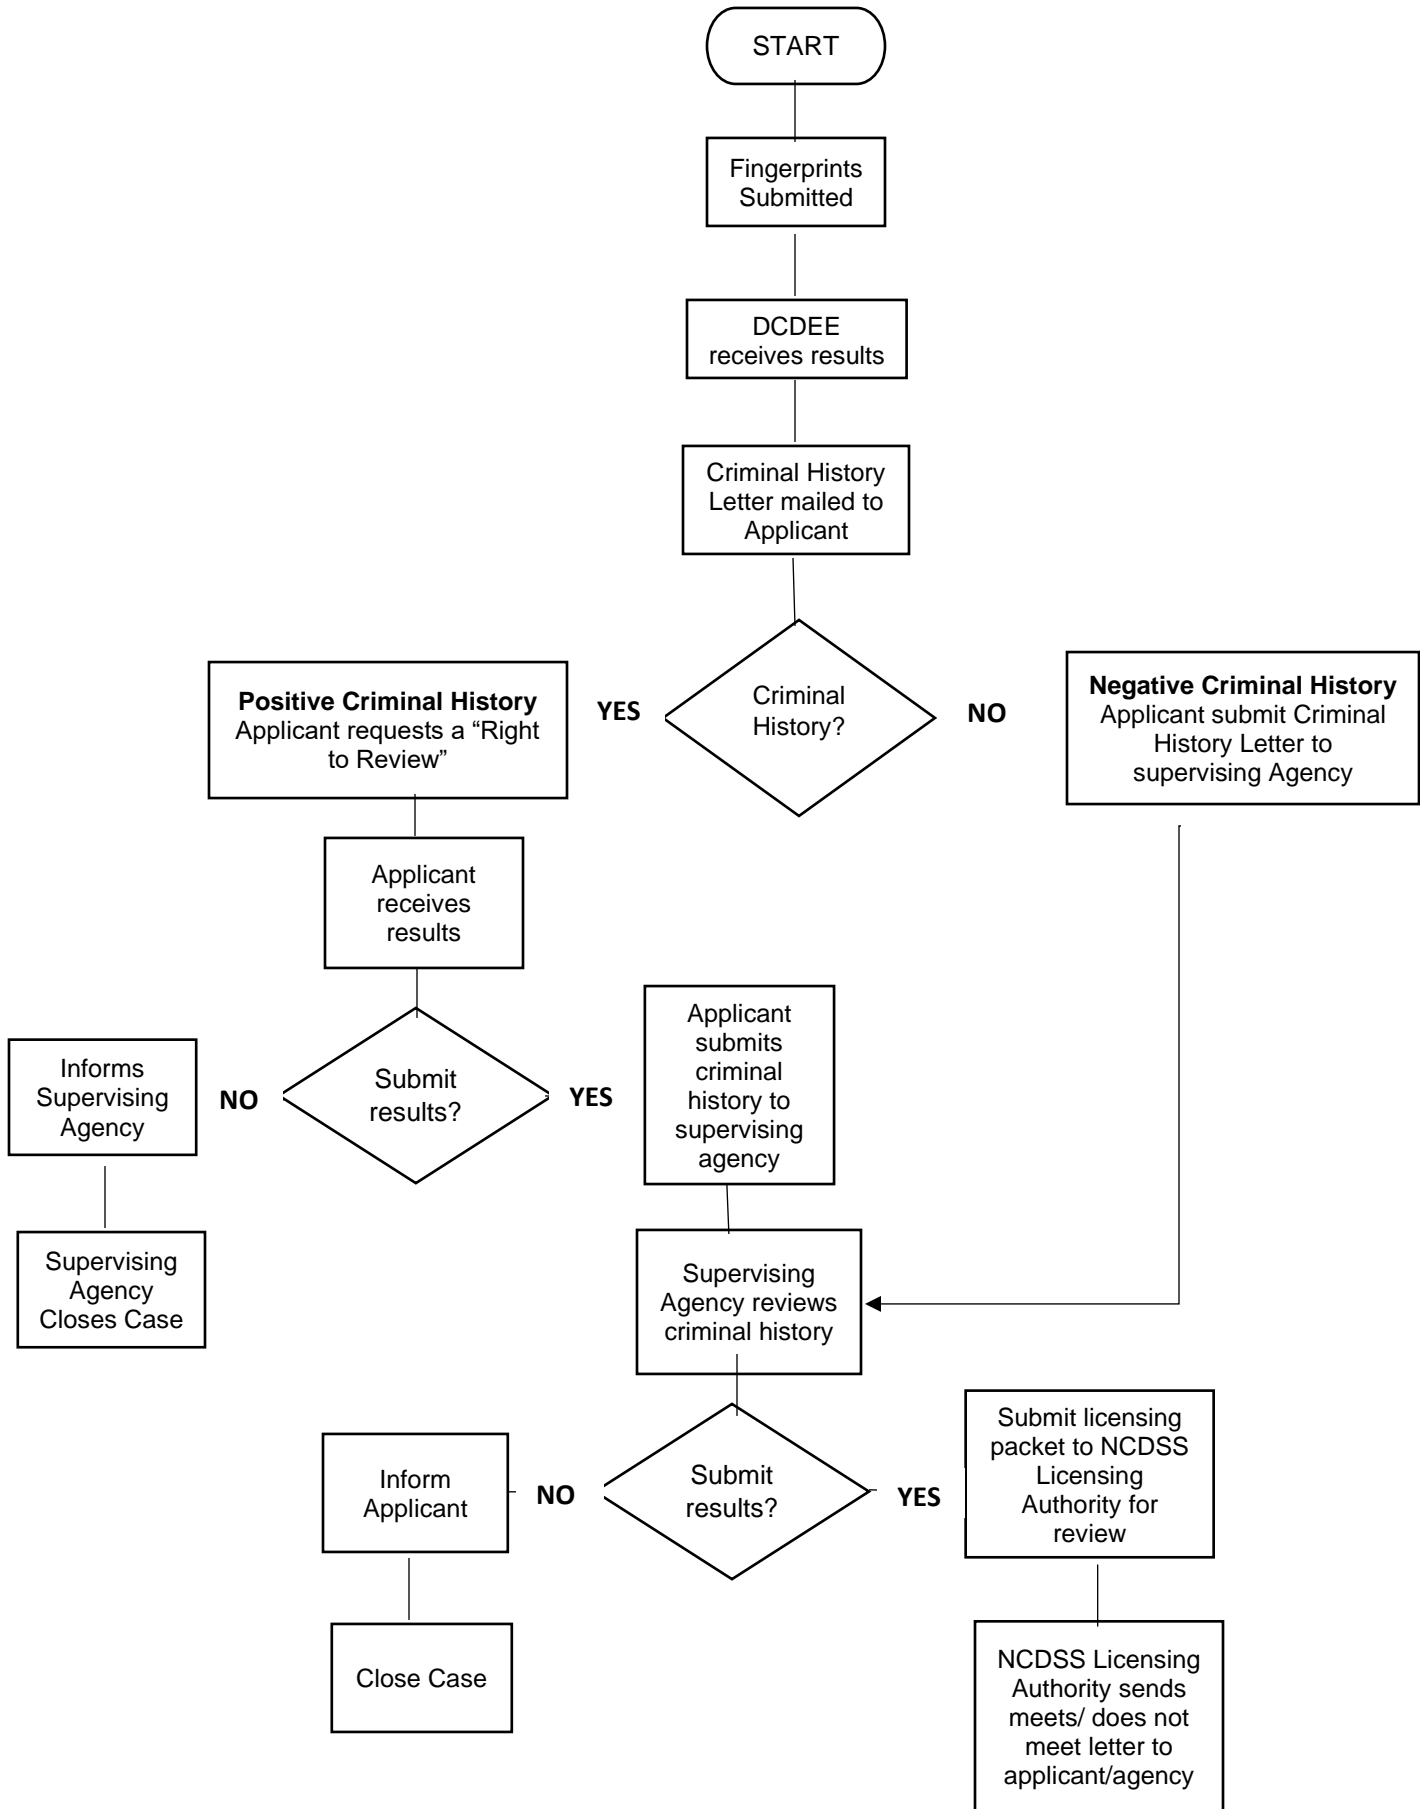 START
Fingerprints
Submitted
DCDEE
receives results
Criminal History
Letter mailed to
Applicant
Positive Criminal History
Applicant requests a “Right
to Review”
YES
Criminal
History?
NO
Negative Criminal History
Applicant submit Criminal
History Letter to
supervising Agency
Applicant
receives
results
Informs
Supervising
Agency
NO
Submit
results?
YES
Applicant
submits
criminal
history to
supervising
agency
Supervising
Agency
Closes Case
Supervising
Agency reviews
criminal history
Inform
Applicant
NO
Submit
results?
YES
Submit licensing
packet to NCDSS
Licensing
Authority for
review
Close Case
NCDSS Licensing
Authority sends
meets/ does not
meet letter to
applicant/agency